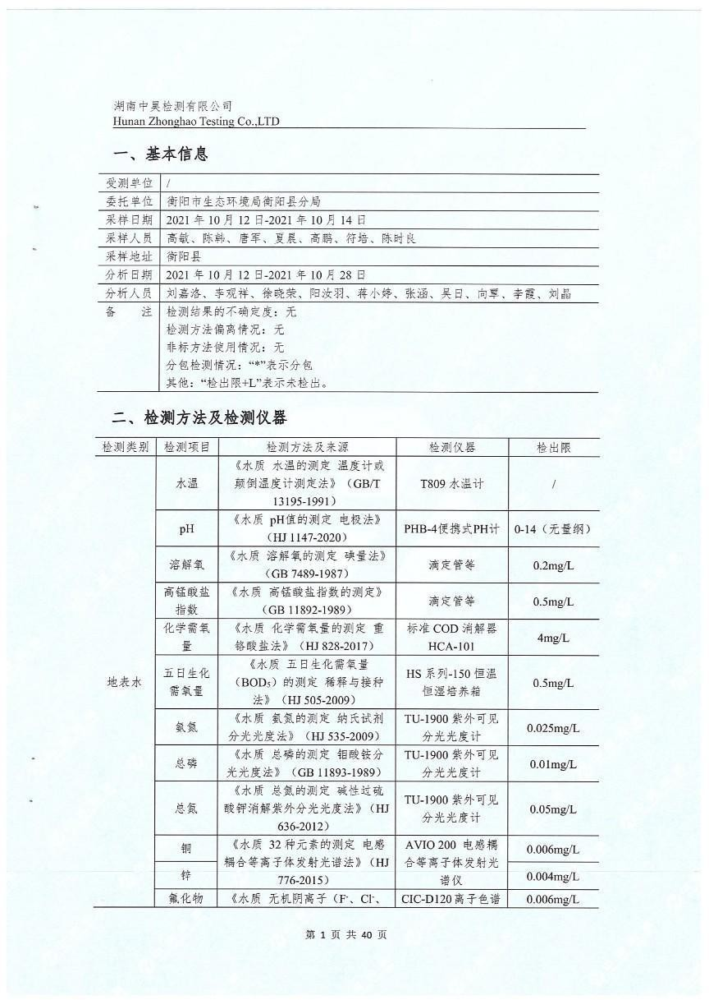 湖南中昊检测有限公司
Hunan Zhonghao Testing Co.,LTD
一、基本信息
受测单位 /
委托单位 衡阳市生态环境局衡阳县分局
采样日期 2021 年 10 月 12 日-2021 年 10 月 14 日
采样人员 高敏、陈韩、唐军、夏晨、高鹏、符培、陈时良
采样地址 衡阳县
分析日期 2021 年 10 月 12 日-2021 年 10 月 28 日
分析人员 刘嘉洛、李观祥、徐晓荣、阳汝羽、蒋小婷、张涵、吴日、向覃、李霞、刘晶
备 注 检测结果的不确定度：无
检测方法偏离情况：无
非标方法使用情况：无
分包检测情况：“*”表示分包
其他：“检出限+L”表示未检出。
二、检测方法及检测仪器
检测类别 检测项目 检测方法及来源 检测仪器 检出限
地表水
水温
《水质 水温的测定 温度计或
颠倒温度计测定法》（GB/T
13195-1991）
T809 水温计
/
pH
《水质 pH值的测定 电极法》
（HJ 1147-2020）
PHB-4便携式PH计
0-14（无量纲）
溶解氧
《水质 溶解氧的测定 碘量法》
（GB 7489-1987）
滴定管等
0.2mg/L
高锰酸盐
指数
《水质 高锰酸盐指数的测定》
（GB 11892-1989）
滴定管等
0.5mg/L
化学需氧
量
《水质 化学需氧量的测定 重
铬酸盐法》（HJ 828-2017）
标准 COD 消解器
HCA-101
4mg/L
五日生化
需氧量
《水质 五日生化需氧量
（BOD₅）的测定 稀释与接种
法》（HJ 505-2009）
HS 系列-150 恒温
恒湿培养箱
0.5mg/L
氨氮
《水质 氨氮的测定 纳氏试剂
分光光度法》（HJ 535-2009）
TU-1900 紫外可见
分光光度计
0.025mg/L
总磷
《水质 总磷的测定 钼酸铵分
光光度法》（GB 11893-1989）
TU-1900 紫外可见
分光光度计
0.01mg/L
总氮
《水质 总氮的测定 碱性过硫
酸钾消解紫外分光光度法》（HJ
636-2012）
TU-1900 紫外可见
分光光度计
0.05mg/L
铜
《水质 32 种元素的测定 电感
耦合等离子体发射光谱法》（HJ
776-2015）
AVIO 200 电感耦
合等离子体发射光
谱仪
0.006mg/L
锌
0.004mg/L
氟化物
《水质 无机阴离子（F⁻、Cl⁻、
CIC-D120 离子色谱
0.006mg/L
第 1 页 共 40 页